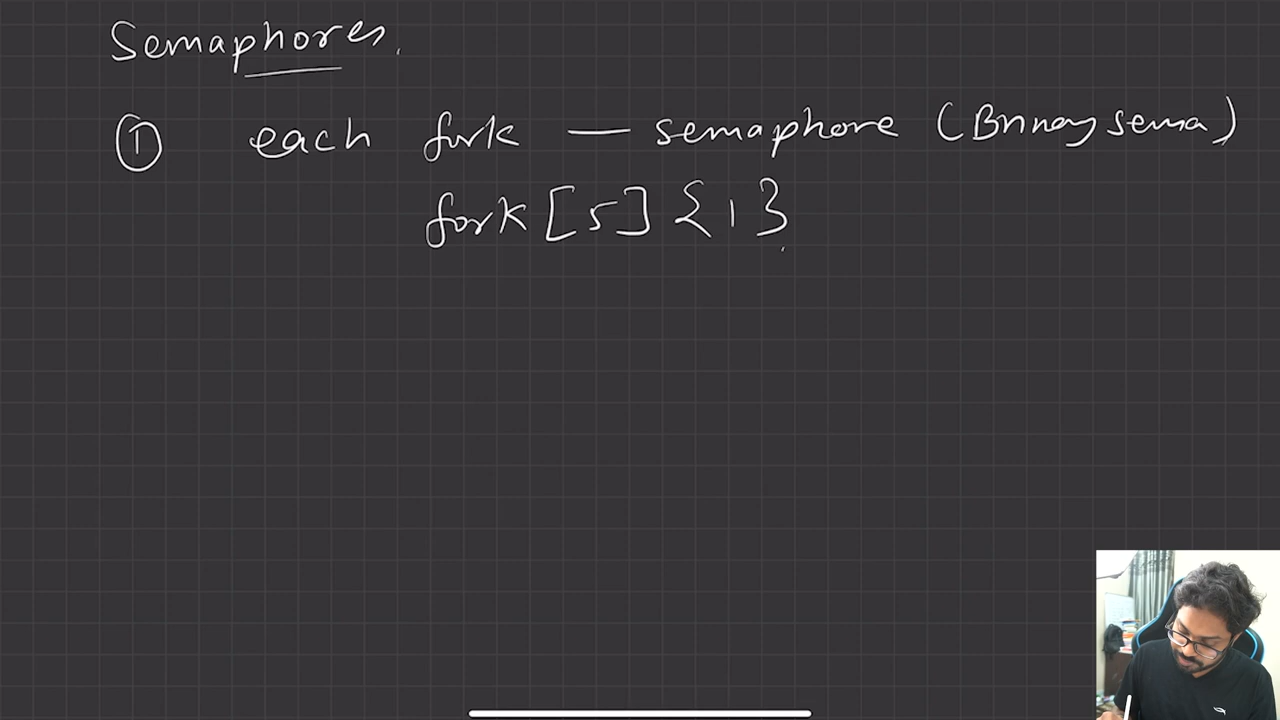 Semaphores.
① each fork — semaphore (Binary sema)
fork [5] {1}